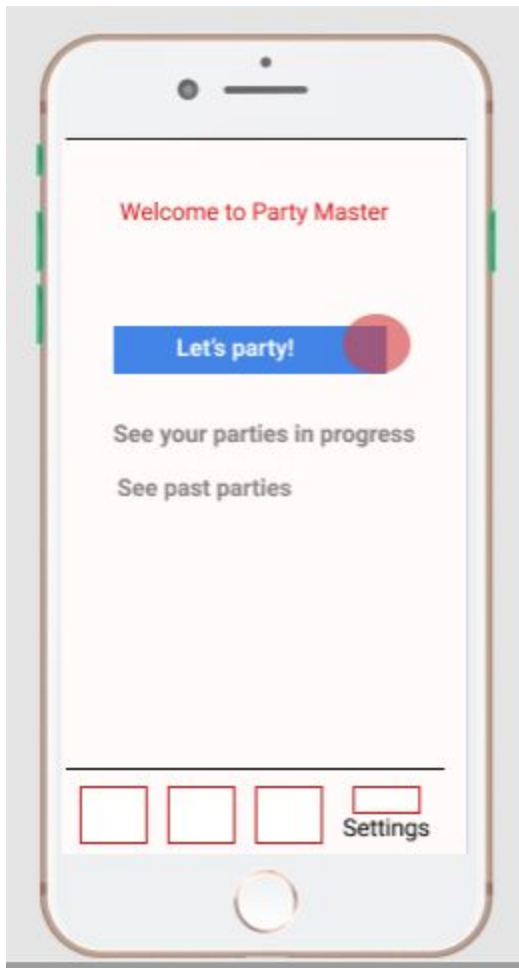 Welcome to Party Master
Let's party!
See your parties in progress
See past parties
Settings